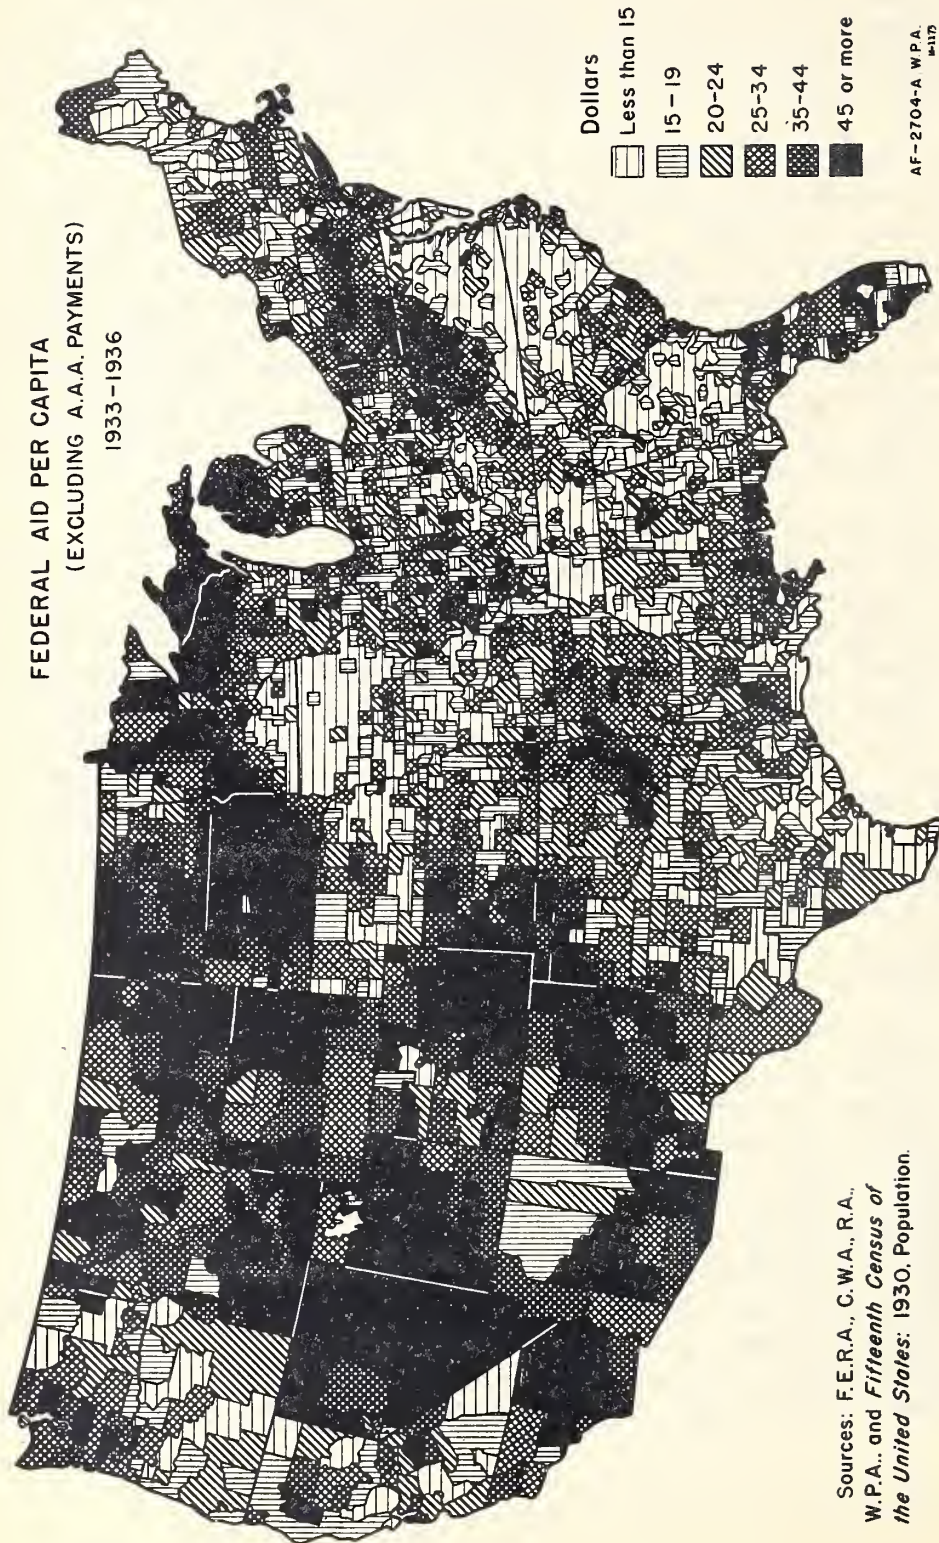 FEDERAL AID PER CAPITA
(EXCLUDING A.A.A. PAYMENTS)
1933-1936
Dollars
Less than 15
15-19
20-24
25-34
35-44
45 or more
Sources: F.E.R.A., C.W.A., R.A.,
W.P.A., and Fifteenth Census of
the United States: 1930, Population.
AF-2704-A W.P.A.